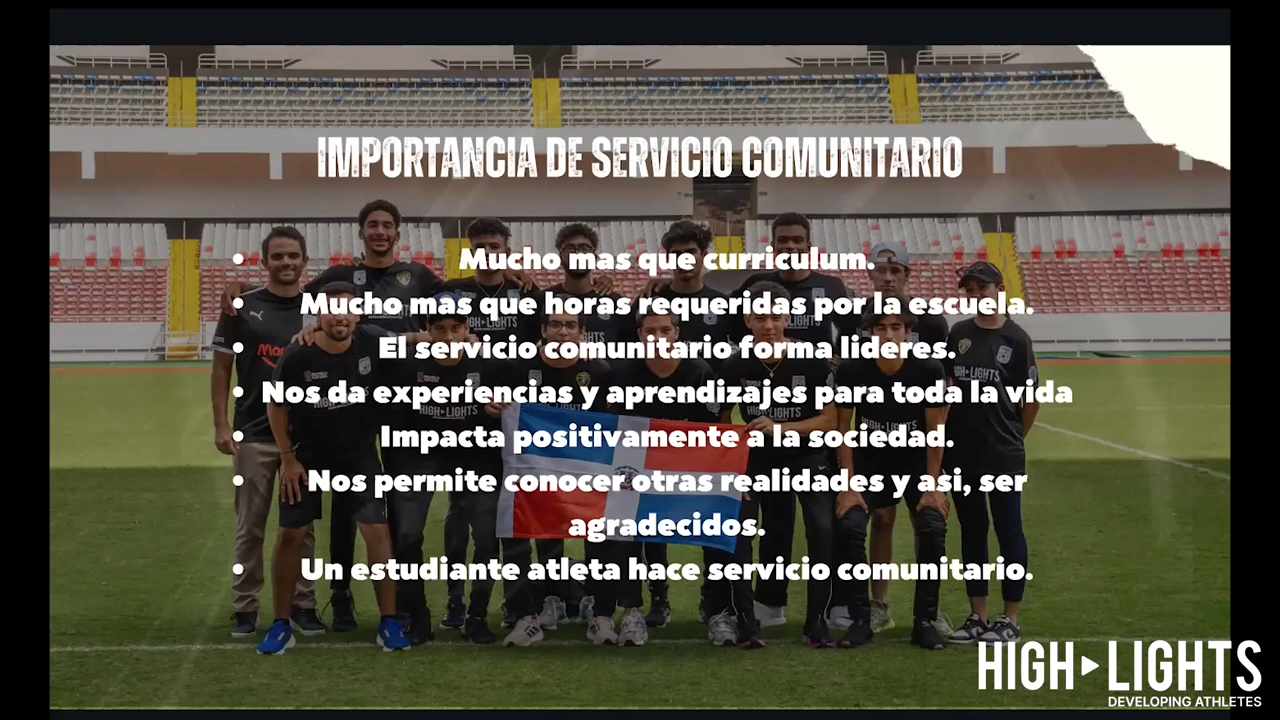 IMPORTANCIA DE SERVICIO COMUNITARIO
• Mucho mas que curriculum.
• Mucho mas que horas requeridas por la escuela.
• El servicio comunitario forma lideres.
• Nos da experiencias y aprendizajes para toda la vida
• Impacta positivamente a la sociedad.
• Nos permite conocer otras realidades y asi, ser
agradecidos.
• Un estudiante atleta hace servicio comunitario.
HIGH LIGHTS
DEVELOPING ATHLETES